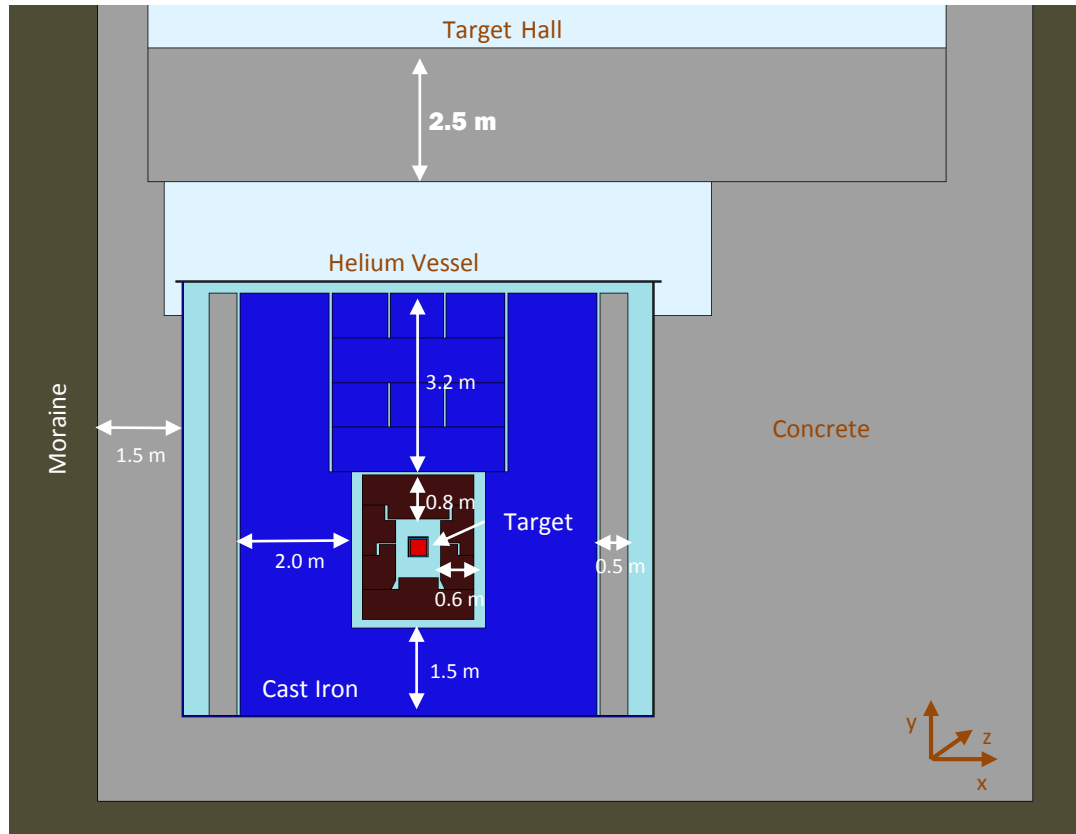 Target Hall
2.5 m
Helium Vessel
3.2 m
Moraine
Concrete
1.5 m
0.8 m
Target
2.0 m
0.5 m
0.6 m
1.5 m
Cast Iron
y
z
x